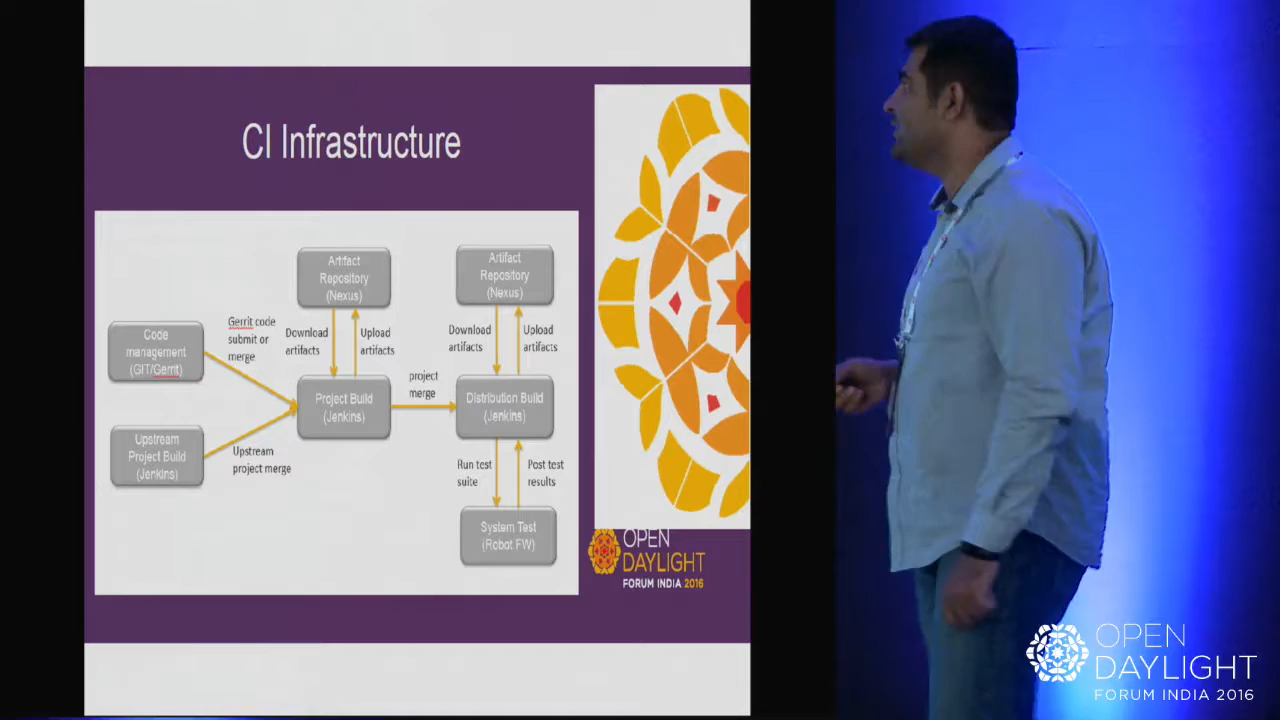 CI Infrastructure
Artifact
Repository
(Nexus)
Artifact
Repository
(Nexus)
Code
management
(GIT/Gerrit)
Gerrit code
submit or
merge
Download
artifacts
Upload
artifacts
Download
artifacts
Upload
artifacts
Project Build
(Jenkins)
project
merge
Distribution Build
(Jenkins)
Upstream
Project Build
(Jenkins)
Upstream
project merge
Run test
suite
Post test
results
System Test
(Robot FW)
OPEN
DAYLIGHT
FORUM INDIA 2016
OPEN
DAYLIGHT
FORUM INDIA 2016